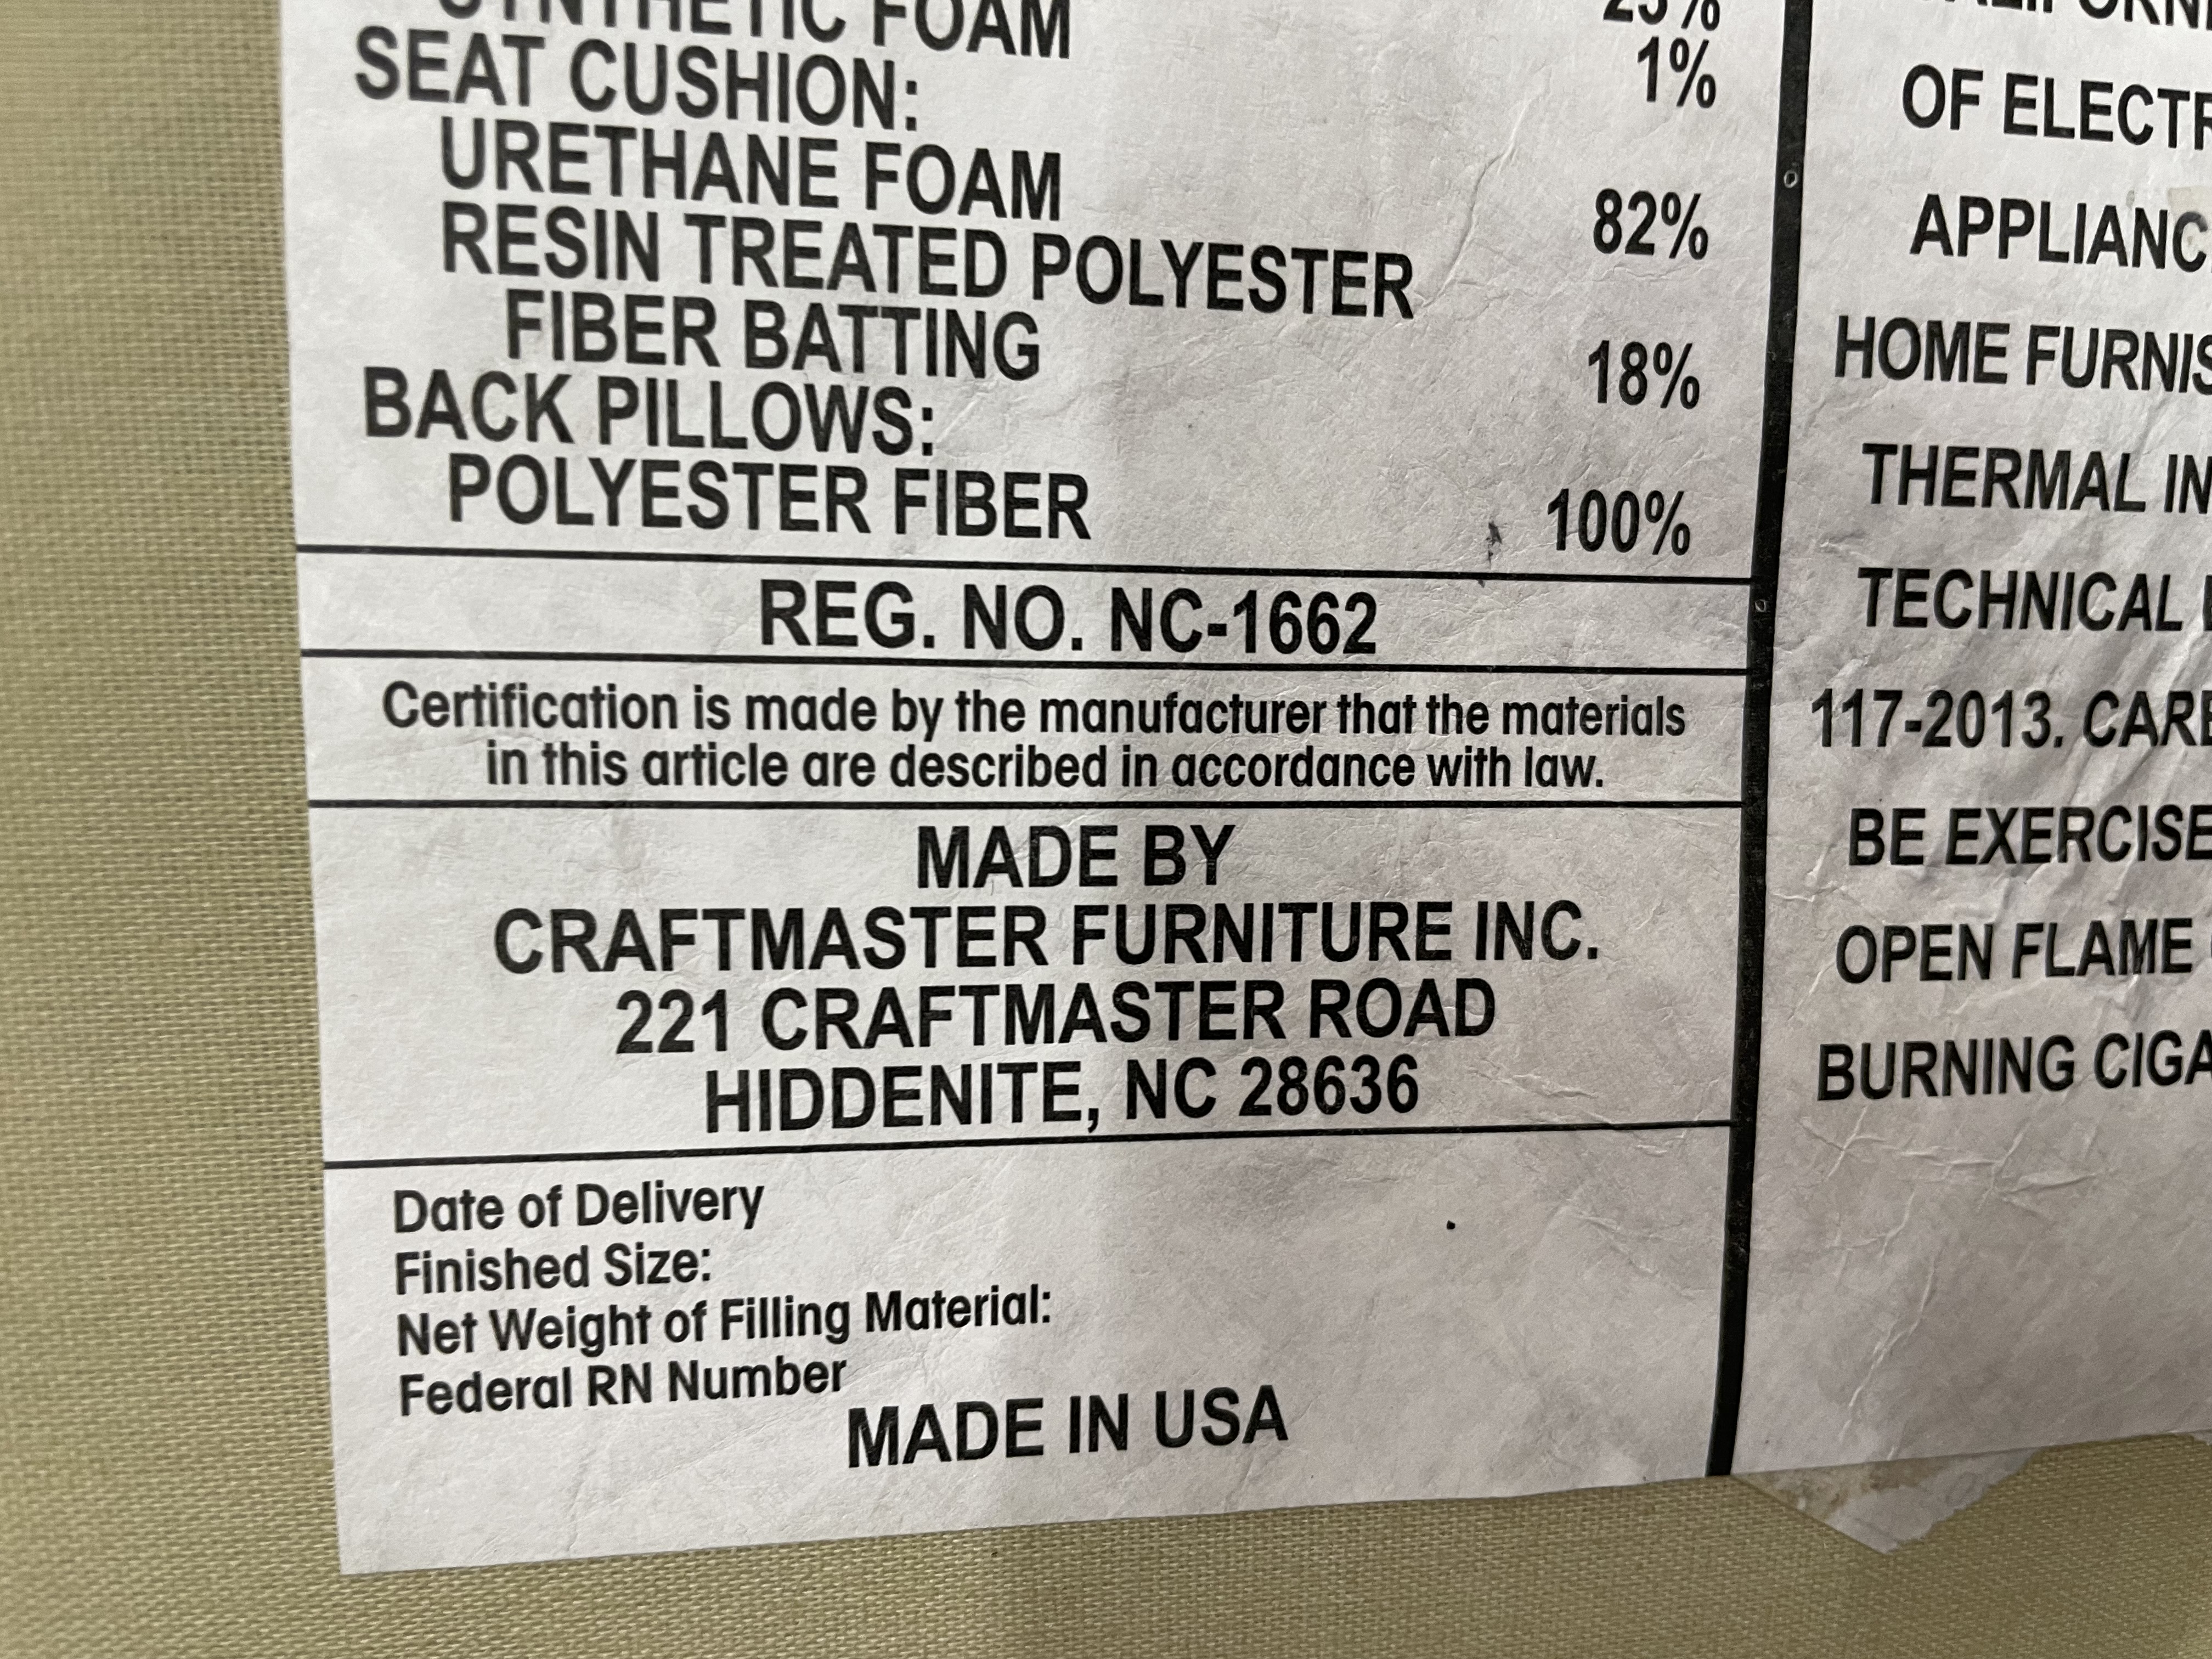 SYNTHETIC FOAM 25%
SEAT CUSHION: 1%
URETHANE FOAM
RESIN TREATED POLYESTER 82%
FIBER BATTING
BACK PILLOWS: 18%
POLYESTER FIBER
100%
REG. NO. NC-1662
Certification is made by the manufacturer that the materials
in this article are described in accordance with law.
MADE BY
CRAFTMASTER FURNITURE INC.
221 CRAFTMASTER ROAD
HIDDENITE, NC 28636
Date of Delivery
Finished Size:
Net Weight of Filling Material:
Federal RN Number
MADE IN USA
OF ELECTR
APPLIANC
HOME FURNIS
THERMAL IN
TECHNICAL
117-2013. CARE
BE EXERCISE
OPEN FLAME
BURNING CIGA